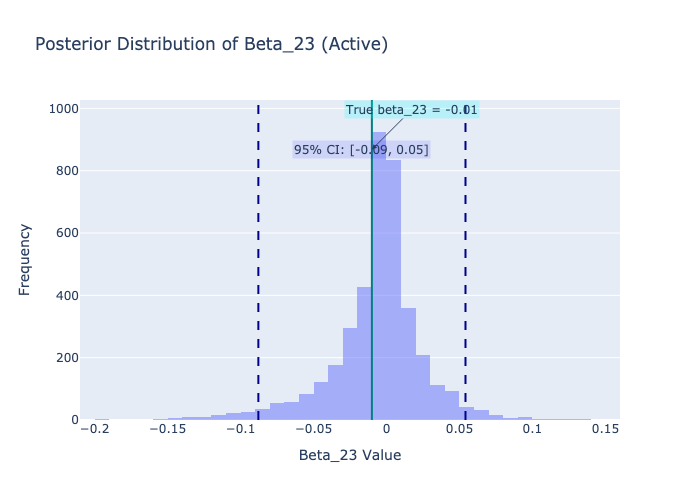 Posterior Distribution of Beta_23 (Active)
1000
True beta_23 = -0.01
95% CI: [-0.09, 0.05]
800
600
Frequency
400
200
0
−0.2 −0.15 −0.1 −0.05 0 0.05 0.1 0.15
Beta_23 Value